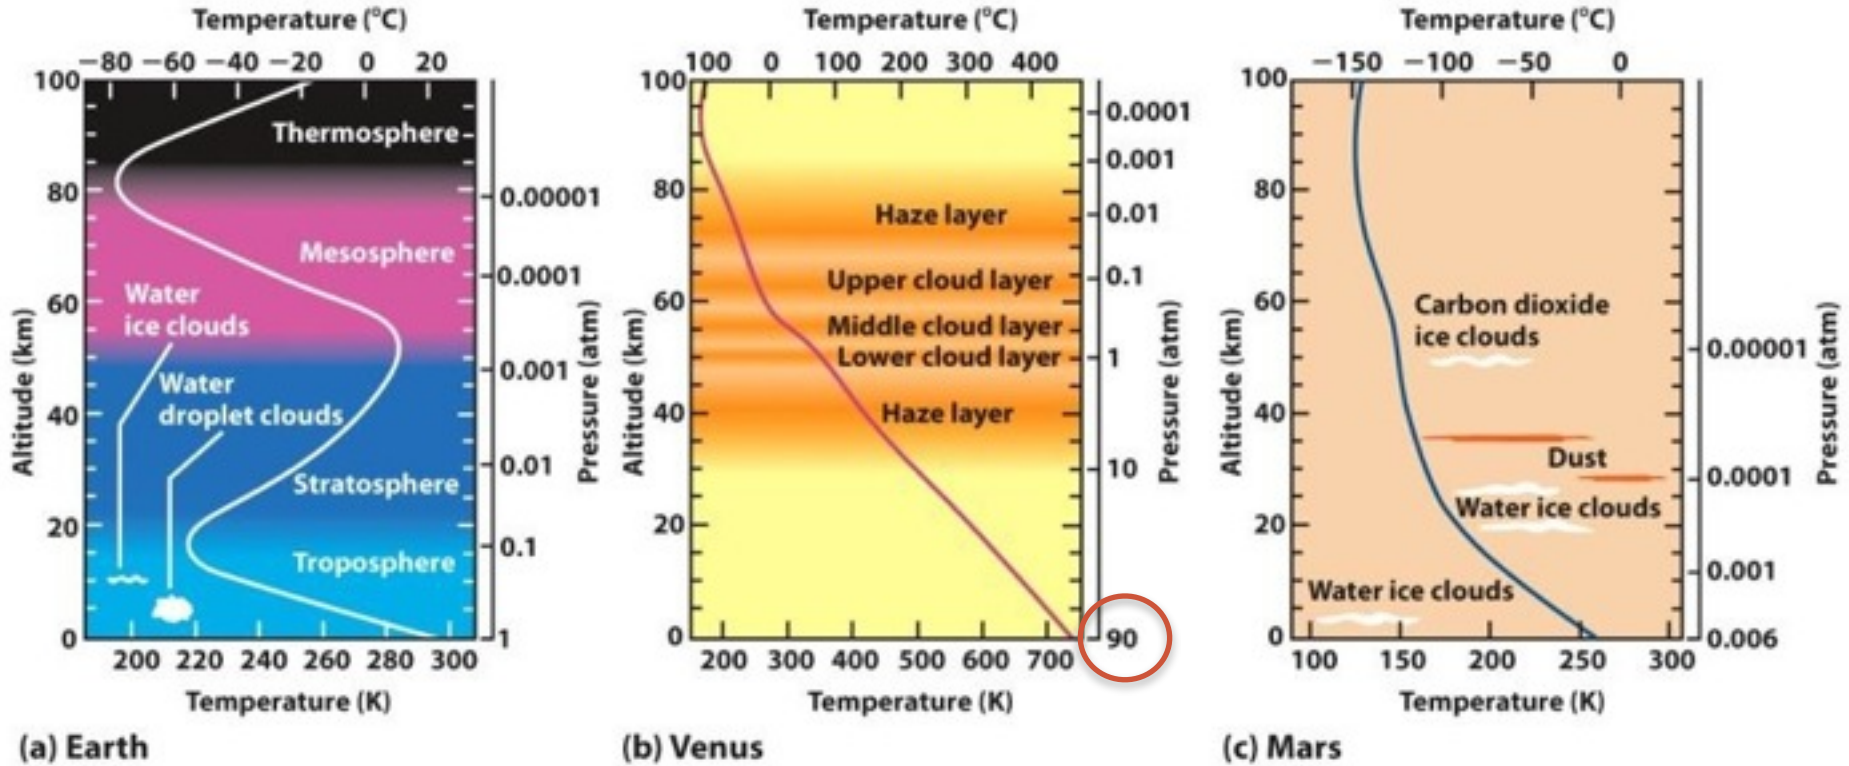 Temperature (°C)
−80 −60 −40 −20 0 20
100
80
60
40
20
0
Altitude (km)
Thermosphere
Mesosphere
Water
ice clouds
Water
droplet clouds
Stratosphere
Troposphere
0.00001
0.0001
0.001
0.01
0.1
1
Pressure (atm)
200 220 240 260 280 300
Temperature (K)
(a) Earth
Temperature (°C)
100 0 100 200 300 400
100
80
60
40
20
0
Altitude (km)
Haze layer
Upper cloud layer
Middle cloud layer
Lower cloud layer
Haze layer
0.0001
0.001
0.01
0.1
1
10
90
Pressure (atm)
200 300 400 500 600 700
Temperature (K)
(b) Venus
Temperature (°C)
−150 −100 −50 0
100
80
60
40
20
0
Altitude (km)
Carbon dioxide
ice clouds
Dust
Water ice clouds
Water ice clouds
0.00001
0.0001
0.001
0.006
Pressure (atm)
100 150 200 250 300
Temperature (K)
(c) Mars